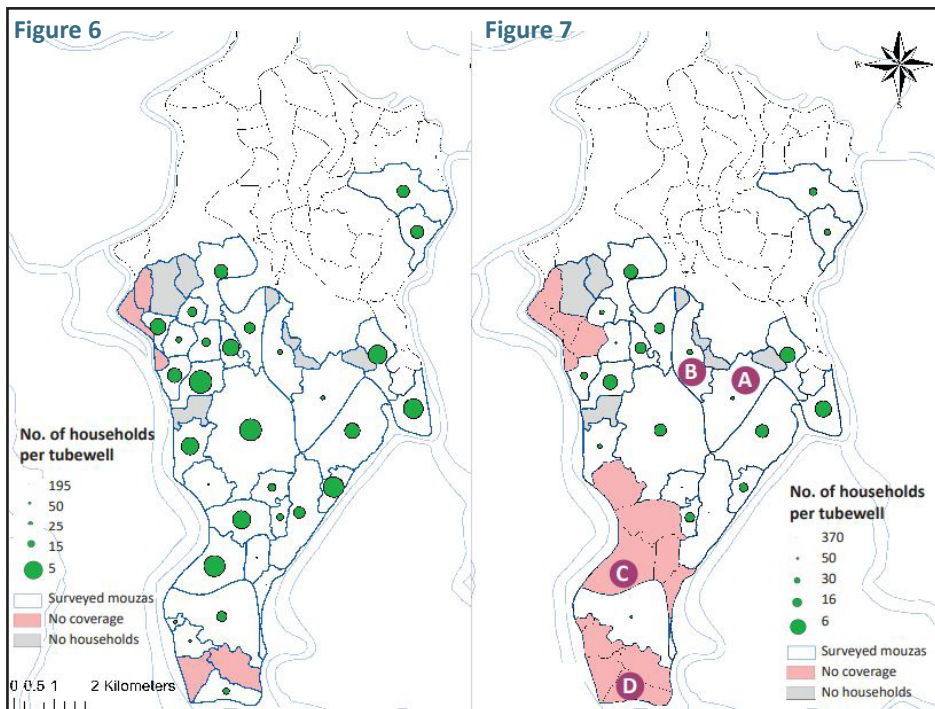 Figure 6
Figure 7
S
A
B
C
D
No. of households
per tubewell
195
50
25
15
5
Surveyed mouzas
No coverage
No households
0 0.5 1 2 Kilometers
No. of households
per tubewell
370
50
30
16
6
Surveyed mouzas
No coverage
No households